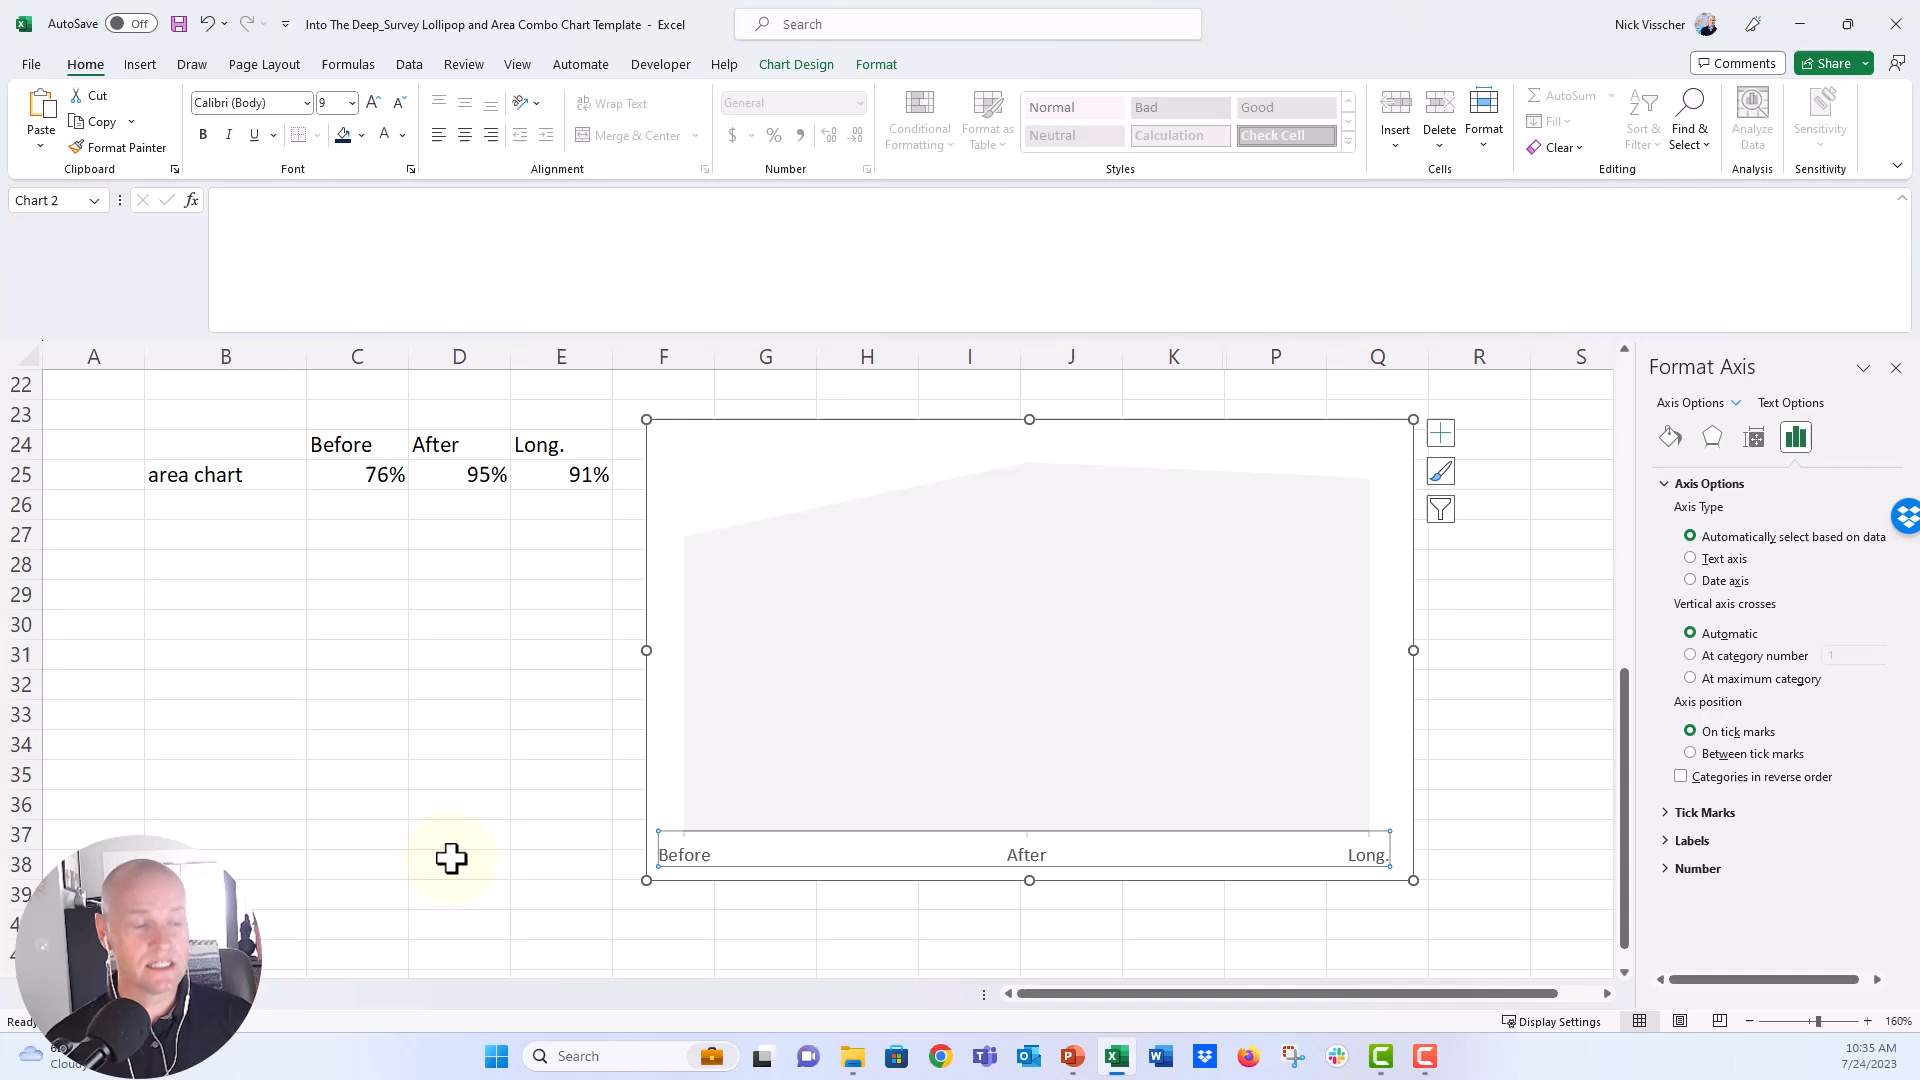 AutoSave Off Into The Deep_Survey Lollipop and Area Combo Chart Template - Excel Search Nick Visscher
File Home Insert Draw Page Layout Formulas Data Review View Automate Developer Help Chart Design Format Comments Share
Paste
Cut
Copy
Format Painter
Clipboard
Calibri (Body) 9
B I U
Font
Wrap Text
Merge & Center
Alignment
General
$ %
Number
Conditional Formatting
Format as Table
Normal Bad Good
Neutral Calculation Check Cell
Styles
Insert Delete Format
Cells
AutoSum
Fill
Clear
Sort & Filter
Find & Select
Editing
Analyze Data
Analysis
Sensitivity
Sensitivity
Chart 2 fx
A B C D E F G H I J K P Q R S
22
23
24 Before After Long.
25 area chart 76% 95% 91%
26
27
28
29
30
31
32
33
34
35
36
37
38
39
Before After Long.
Format Axis
Axis Options Text Options
Axis Options
Axis Type
Automatically select based on data
Text axis
Date axis
Vertical axis crosses
Automatic
At category number 1
At maximum category
Axis position
On tick marks
Between tick marks
Categories in reverse order
Tick Marks
Labels
Number
Display Settings 160%
Search
10:35 AM
7/24/2023